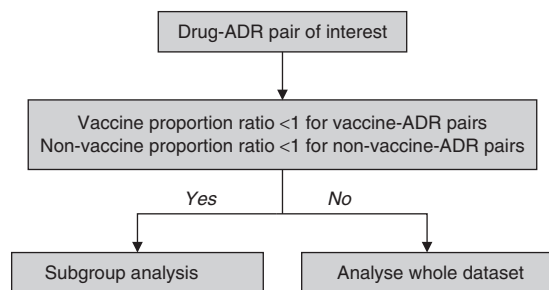 Drug-ADR pair of interest
Vaccine proportion ratio <1 for vaccine-ADR pairs
Non-vaccine proportion ratio <1 for non-vaccine-ADR pairs
Yes
No
Subgroup analysis
Analyse whole dataset